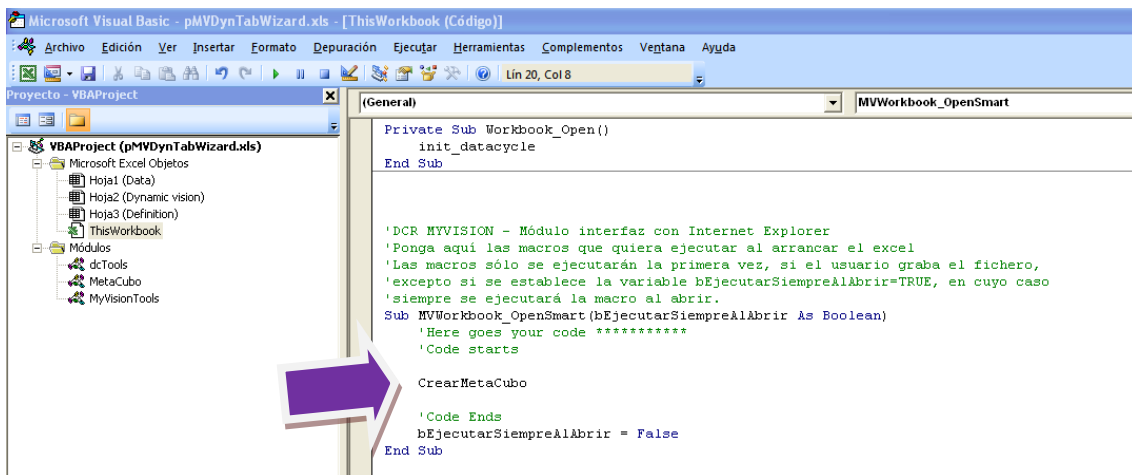 Microsoft Visual Basic - pMVDynTabWizard.xls - [ThisWorkbook (Código)]
Archivo Edición Ver Insertar Formato Depuración Ejecutar Herramientas Complementos Ventana Ayuda
Lín 20, Col 8
Proyecto - VBAProject
VBAProject (pMVDynTabWizard.xls)
Microsoft Excel Objetos
Hoja1 (Data)
Hoja2 (Dynamic vision)
Hoja3 (Definition)
ThisWorkbook
Módulos
dcTools
MetaCubo
MyVisionTools
(General) MVWorkbook_OpenSmart
Private Sub Workbook_Open()
init_datacycle
End Sub
'DCR MYVISION - Módulo interfaz con Internet Explorer
'Ponga aquí las macros que quiera ejecutar al arrancar el excel
'Las macros sólo se ejecutarán la primera vez, si el usuario graba el fichero,
'excepto si se establece la variable bEjecutarSiempreAlAbrir=TRUE, en cuyo caso
'siempre se ejecutará la macro al abrir.
Sub MVWorkbook_OpenSmart(bEjecutarSiempreAlAbrir As Boolean)
'Here goes your code ***********
'Code starts
CrearMetaCubo
'Code Ends
bEjecutarSiempreAlAbrir = False
End Sub